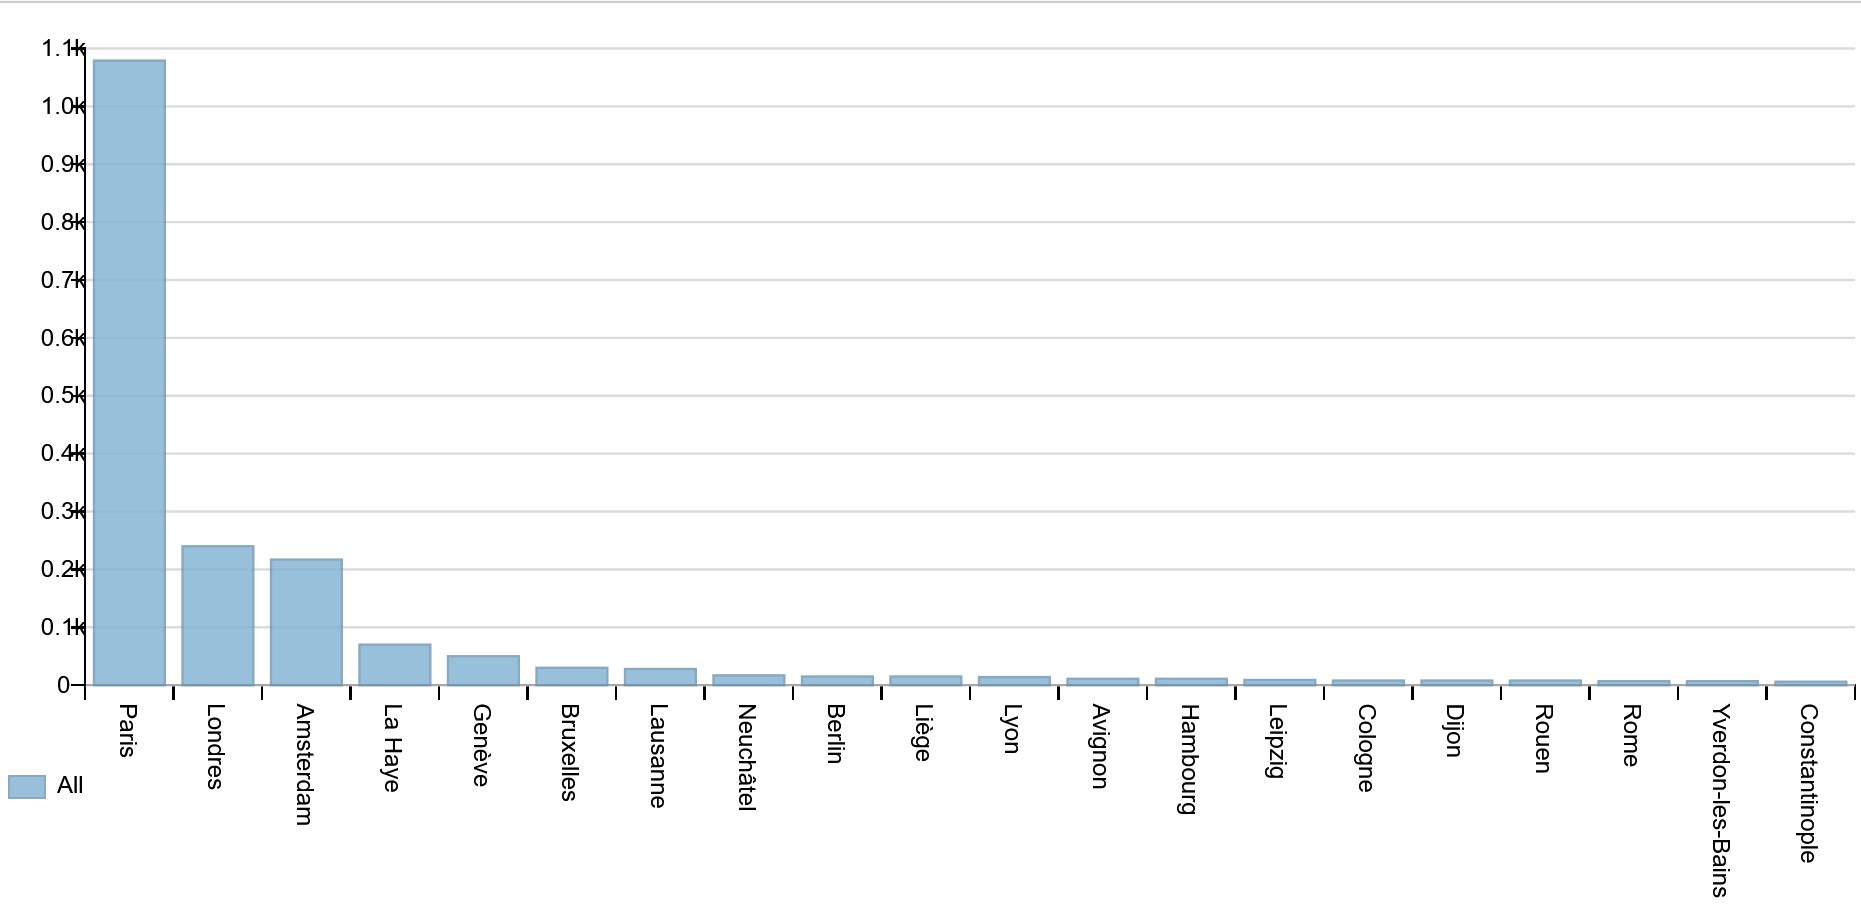 1.1k
1.0k
0.9k
0.8k
0.7k
0.6k
0.5k
0.4k
0.3k
0.2k
0.1k
0
Paris
Londres
Amsterdam
La Haye
Genève
Bruxelles
Lausanne
Neuchâtel
Berlin
Liège
Lyon
Avignon
Hambourg
Leipzig
Cologne
Dijon
Rouen
Rome
Yverdon-les-Bains
Constantinople
All